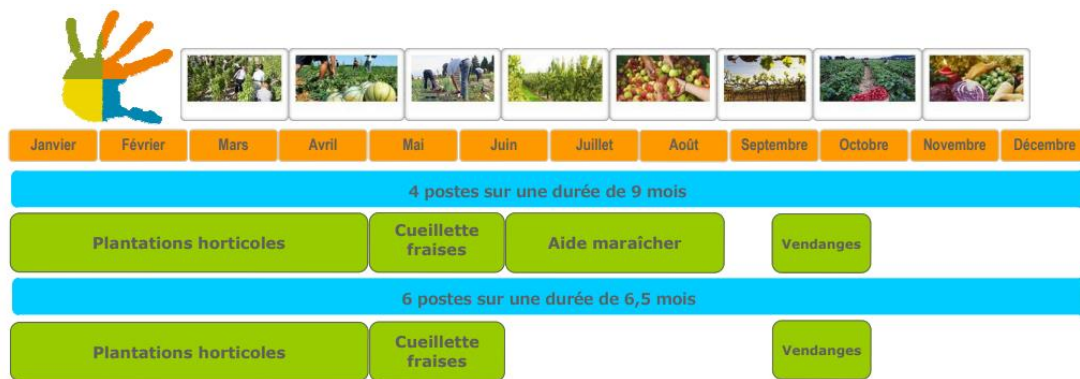 Janvier Février Mars Avril Mai Juin Juillet Août Septembre Octobre Novembre Décembre
4 postes sur une durée de 9 mois
Plantations horticoles
Cueillette
fraises
Aide maraîcher
Vendanges
6 postes sur une durée de 6,5 mois
Plantations horticoles
Cueillette
fraises
Vendanges